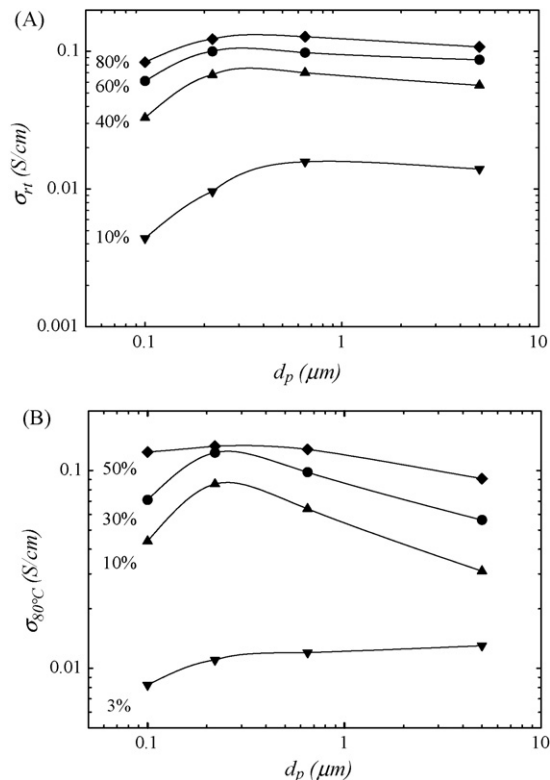 (A)
0.1
0.01
0.001
80%
60%
40%
10%
σrt (S/cm)
0.1 1 10
dp (μm)
(B)
0.1
0.01
50%
30%
10%
3%
σ80°C (S/cm)
0.1 1 10
dp (μm)